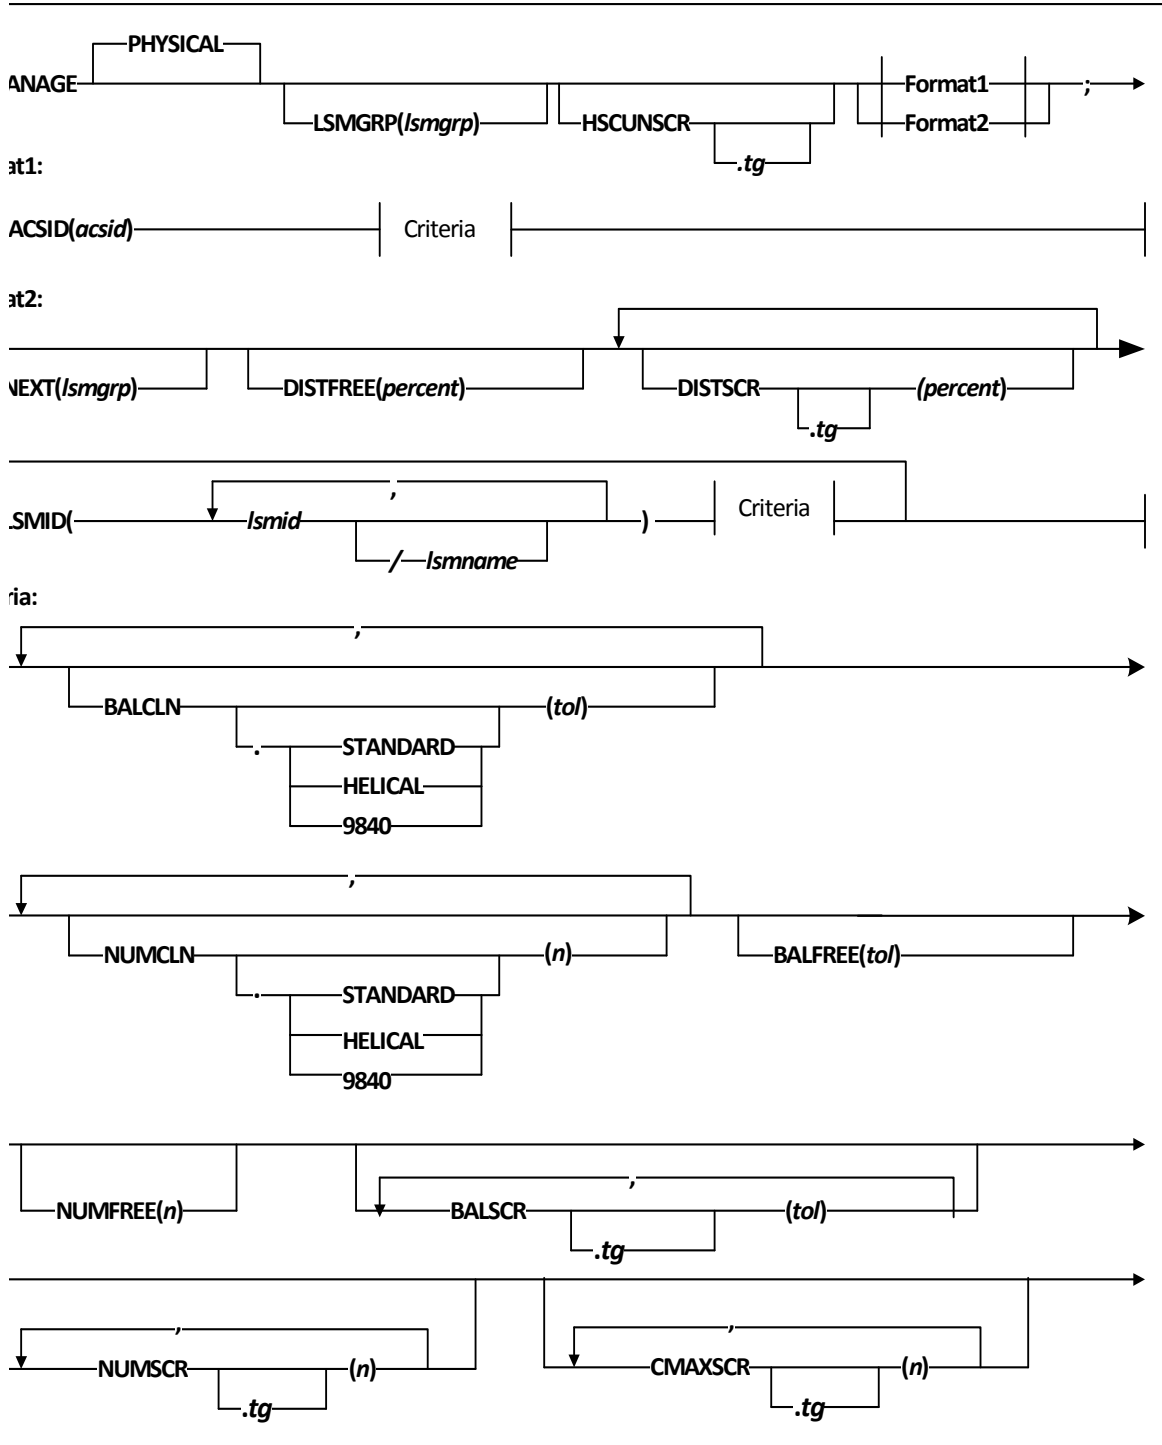 PHYSICAL
ANAGE
LSMGRP(lsmgrp)
HSCUNSCR
.tg
Format1
Format2
;
at1:
ACSID(acsid)
Criteria
at2:
NEXT(lsmgrp)
DISTFREE(percent)
DISTSCR
.tg
(percent)
,
LSMID(
lsmid
/
lsmname
)
Criteria
ria:
,
BALCLN
(tol)
.
STANDARD
HELICAL
9840
,
NUMCLN
(n)
BALFREE(tol)
.
STANDARD
HELICAL
9840
NUMFREE(n)
,
BALSCR
(tol)
.tg
,
NUMSCR
(n)
.tg
,
CMAXSCR
(n)
.tg